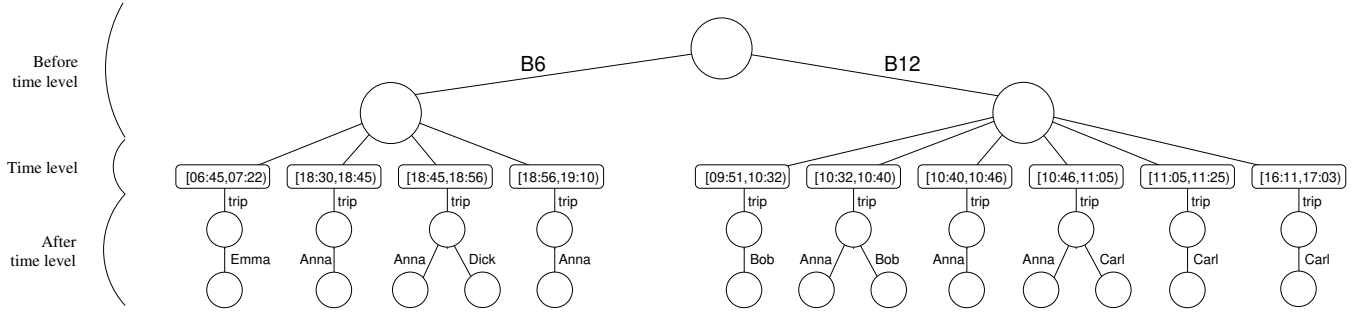 Before
time level
B6
B12
Time level
[06:45,07:22)
[18:30,18:45)
[18:45,18:56)
[18:56,19:10)
[09:51,10:32)
[10:32,10:40)
[10:40,10:46)
[10:46,11:05)
[11:05,11:25)
[16:11,17:03)
trip
trip
trip
trip
trip
trip
trip
trip
trip
trip
After
time level
Emma
Anna
Anna
Dick
Anna
Bob
Anna
Bob
Anna
Anna
Carl
Carl
Carl